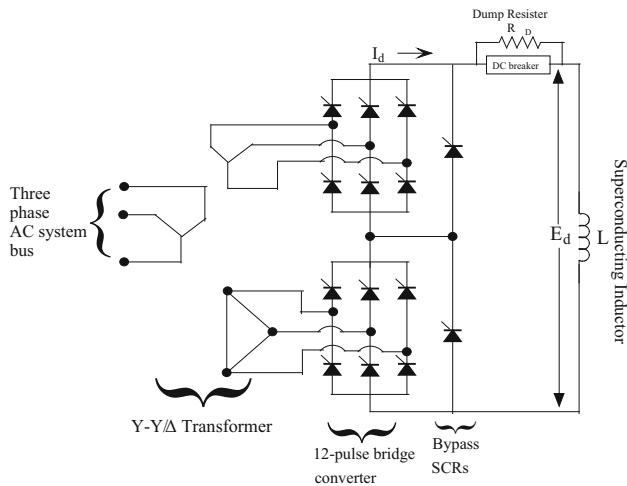 Dump Resister
R D
I d
DC breaker
Three
phase
AC system
bus
E d
L
Superconducting Inductor
Y-Y/Δ Transformer
12-pulse bridge
converter
Bypass
SCRs